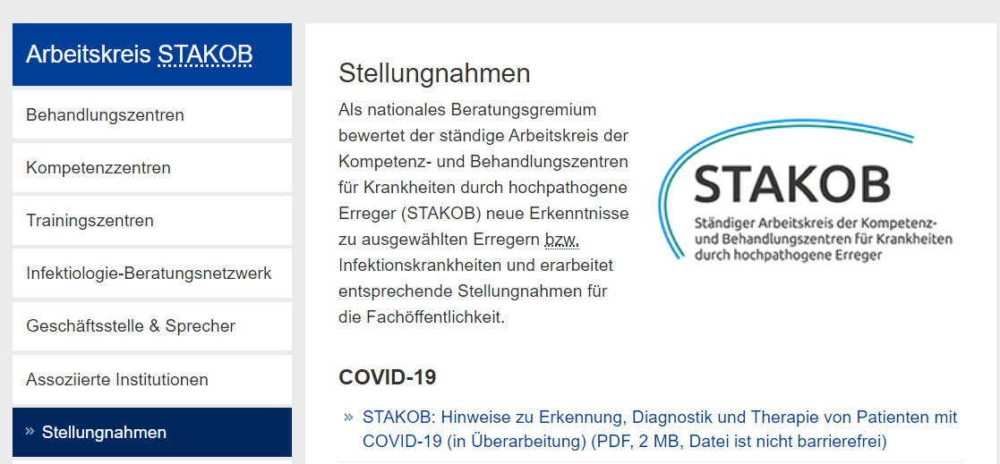 Arbeitskreis STAKOB
Behandlungszentren
Kompetenzzentren
Trainingszentren
Infektiologie-Beratungsnetzwerk
Geschäftsstelle & Sprecher
Assoziierte Institutionen
» Stellungnahmen
Stellungnahmen
Als nationales Beratungsgremium
bewertet der ständige Arbeitskreis der
Kompetenz- und Behandlungszentren
für Krankheiten durch hochpathogene
Erreger (STAKOB) neue Erkenntnisse
zu ausgewählten Erregern bzw.
Infektionskrankheiten und erarbeitet
entsprechende Stellungnahmen für
die Fachöffentlichkeit.
STAKOB
Ständiger Arbeitskreis der Kompetenz-
und Behandlungszentren für Krankheiten
durch hochpathogene Erreger
COVID-19
» STAKOB: Hinweise zu Erkennung, Diagnostik und Therapie von Patienten mit
COVID-19 (in Überarbeitung) (PDF, 2 MB, Datei ist nicht barrierefrei)